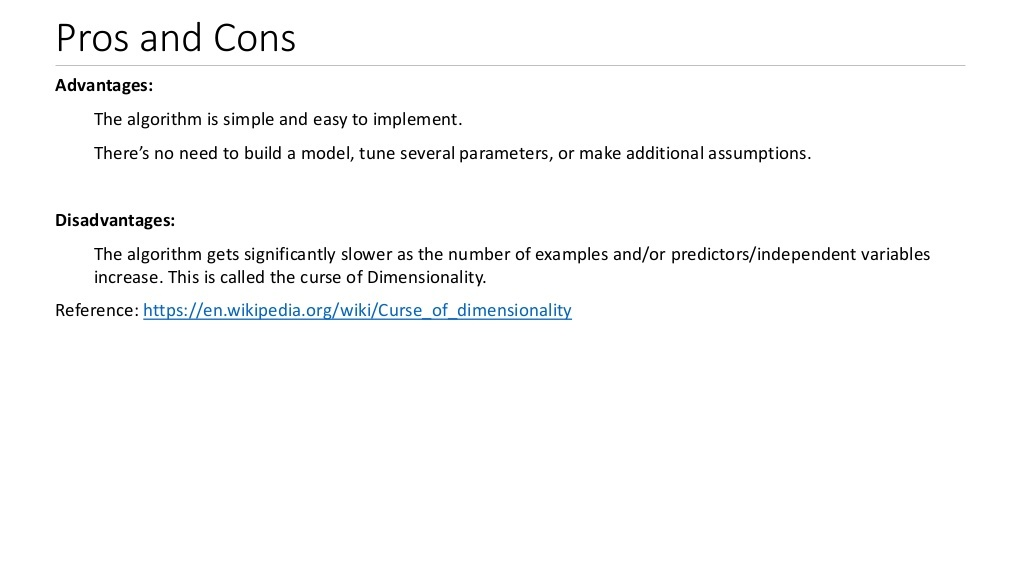 Pros and Cons
Advantages:
The algorithm is simple and easy to implement.
There’s no need to build a model, tune several parameters, or make additional assumptions.
Disadvantages:
The algorithm gets significantly slower as the number of examples and/or predictors/independent variables
increase. This is called the curse of Dimensionality.
Reference: https://en.wikipedia.org/wiki/Curse_of_dimensionality